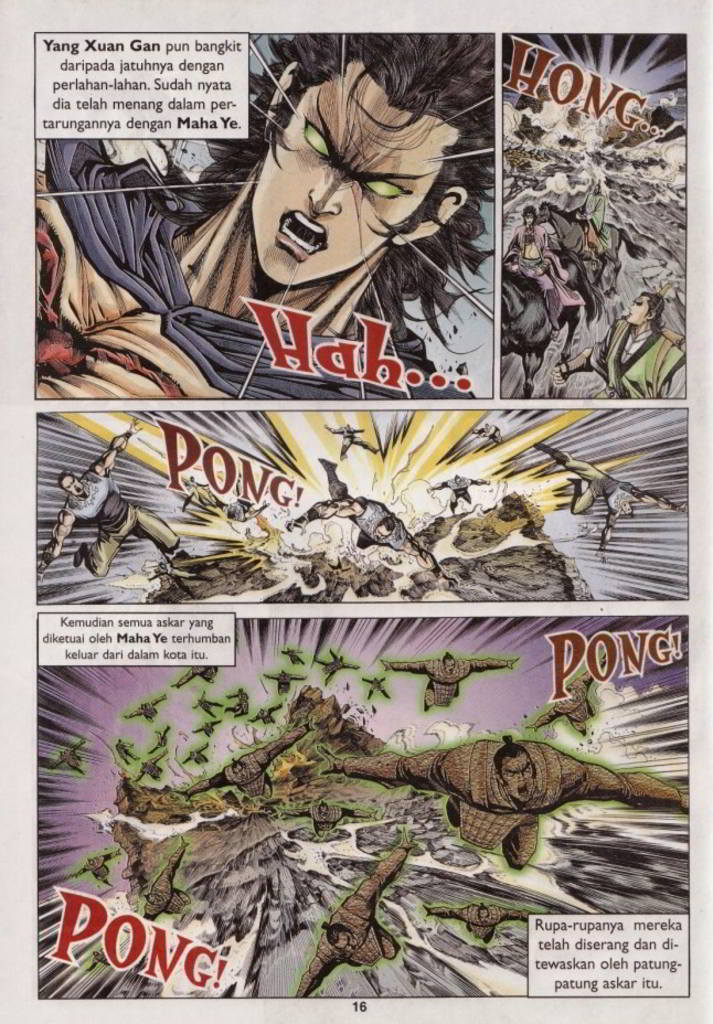 Yang Xuan Gan pun bangkit
daripada jatuhnya dengan
perlahan-lahan. Sudah nyata
dia telah menang dalam per-
tarungannya dengan Maha Ye.
Hah...
HONG...
PONG!
Kemudian semua askar yang
diketuai oleh Maha Ye terhumban
keluar dari dalam kota itu.
PONG!
PONG!
Rupa-rupanya mereka
telah diserang dan di-
tewaskan oleh patung-
patung askar itu.
16